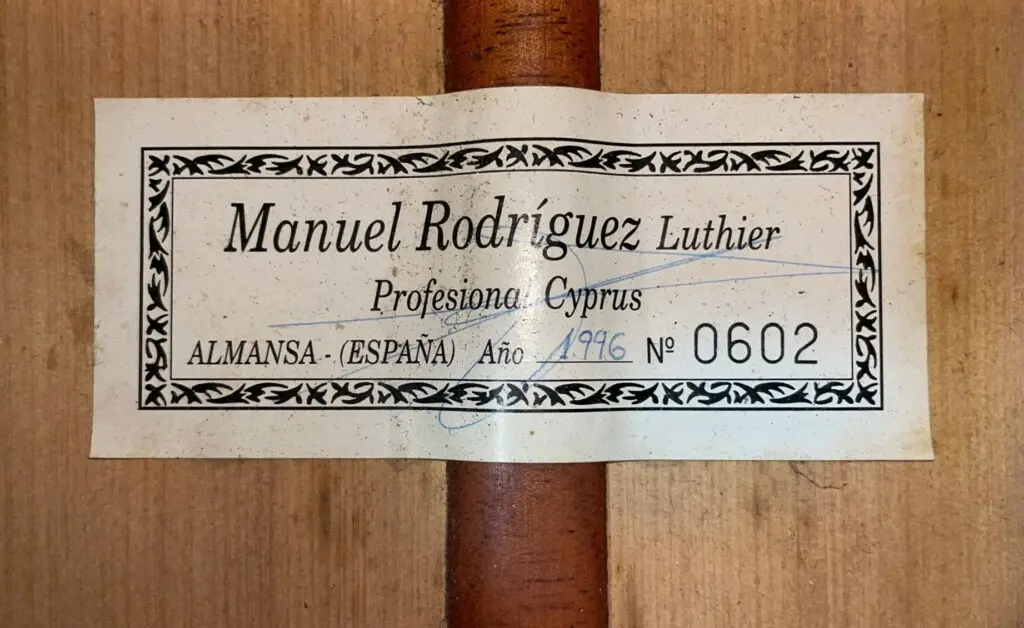 Manuel Rodríguez Luthier
Profesional Cyprus
ALMANSA - (ESPAÑA) Año 1996 Nº 0602